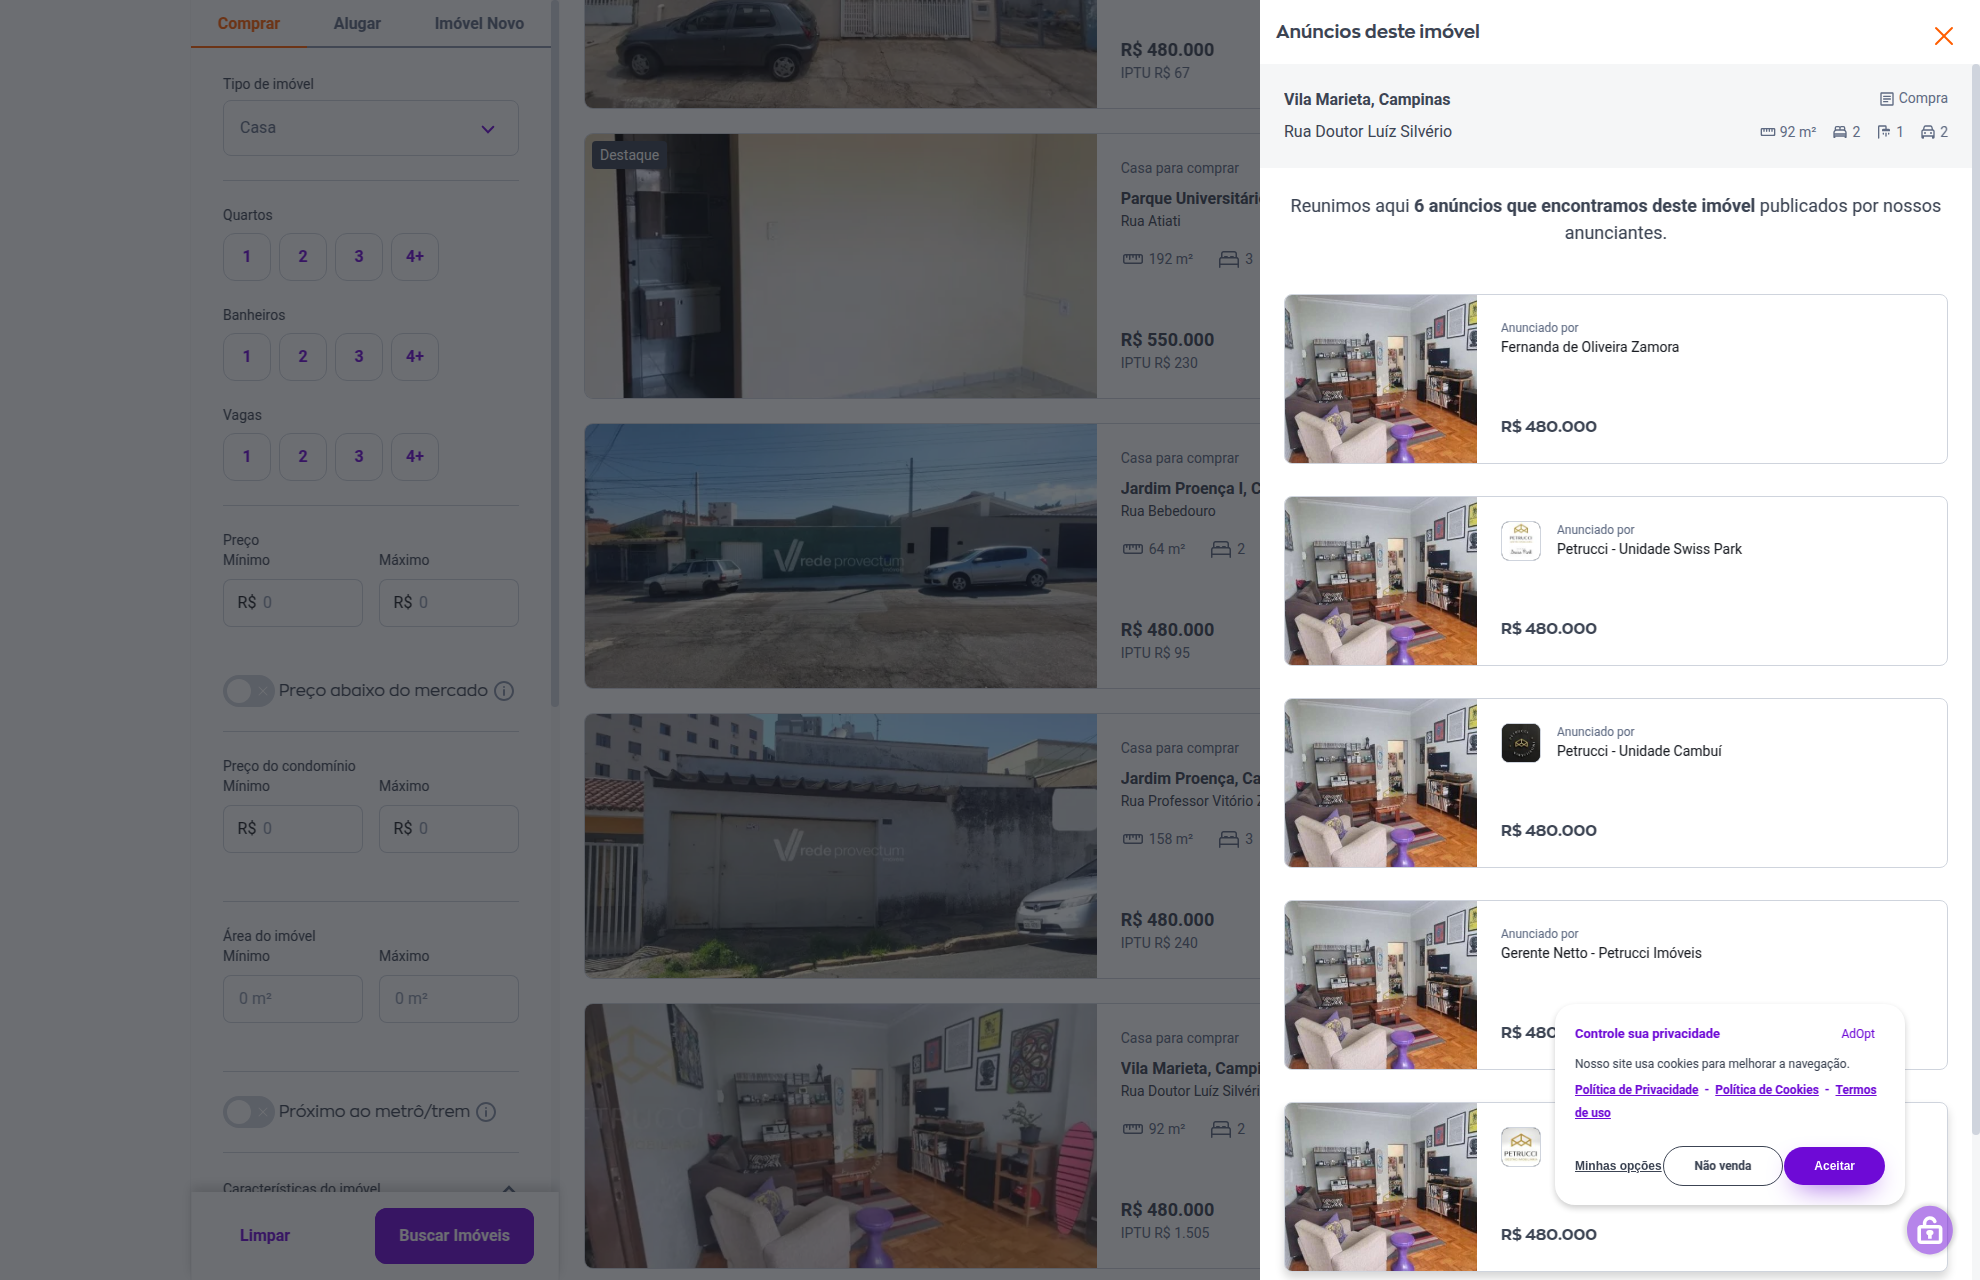 Comprar
Alugar
Imóvel Novo
Tipo de imóvel
Casa
Quartos
1
2
3
4+
Banheiros
1
2
3
4+
Vagas
1
2
3
4+
Preço
Mínimo
Máximo
R$ 0
R$ 0
Preço abaixo do mercado
Preço do condomínio
Mínimo
Máximo
R$ 0
R$ 0
Área do imóvel
Mínimo
Máximo
0 m²
0 m²
Próximo ao metrô/trem
Características do imóvel
Limpar
Buscar Imóveis
R$ 480.000
IPTU R$ 67
Destaque
Casa para comprar
Parque Universitári
Rua Atiati
192 m²
3
R$ 550.000
IPTU R$ 230
rede provectum
Casa para comprar
Jardim Proença I, C
Rua Bebedouro
64 m²
2
R$ 480.000
IPTU R$ 95
rede provectum
Casa para comprar
Jardim Proença, Ca
Rua Professor Vitório
158 m²
3
R$ 480.000
IPTU R$ 240
Casa para comprar
Vila Marieta, Campi
Rua Doutor Luíz Silvéri
92 m²
2
R$ 480.000
IPTU R$ 1.505
Anúncios deste imóvel
Vila Marieta, Campinas
Compra
Rua Doutor Luíz Silvério
92 m²
2
1
2
Reunimos aqui 6 anúncios que encontramos deste imóvel publicados por nossos
anunciantes.
Anunciado por
Fernanda de Oliveira Zamora
R$ 480.000
PETRUCCI
Swiss Park
Anunciado por
Petrucci - Unidade Swiss Park
R$ 480.000
Anunciado por
Petrucci - Unidade Cambuí
R$ 480.000
Anunciado por
Gerente Netto - Petrucci Imóveis
R$ 480
PETRUCCI
R$ 480.000
Controle sua privacidade
AdOpt
Nosso site usa cookies para melhorar a navegação.
Política de Privacidade - Política de Cookies - Termos
de uso
Minhas opções
Não venda
Aceitar